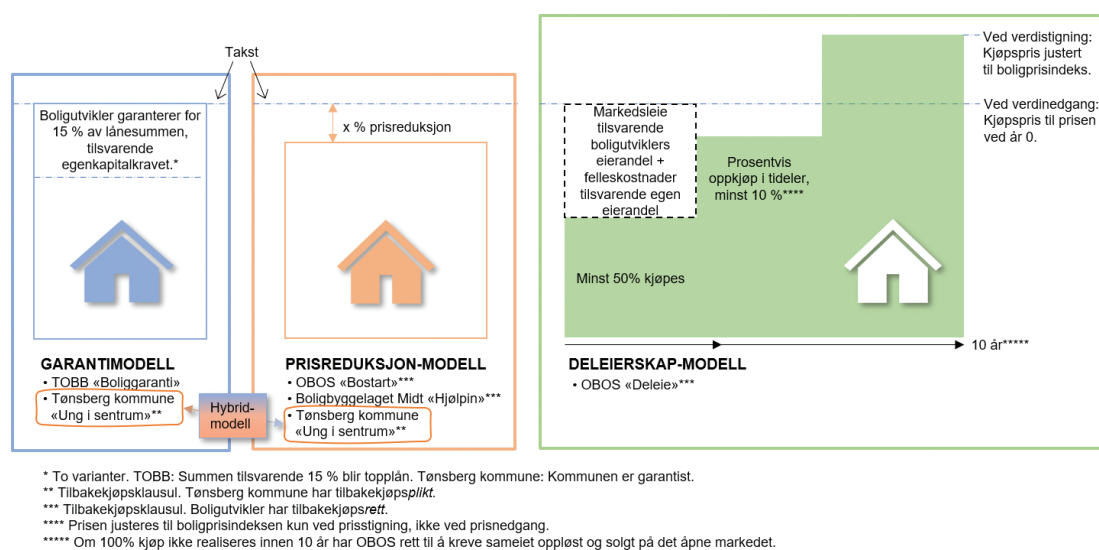 Takst
Boligutvikler garanterer for
15 % av lånesummen,
tilsvarende
egenkapitalkravet.*
GARANTIMODELL
• TOBB «Boliggaranti»
• Tønsberg kommune
«Ung i sentrum»**
Hybrid-
modell
x % prisreduksjon
PRISREDUKSJON-MODELL
• OBOS «Bostart»***
• Boligbyggelaget Midt «Hjølpin»***
• Tønsberg kommune
«Ung i sentrum»**
Markedsleie
tilsvarende
boligutviklers
eierandel +
felleskostnader
tilsvarende egen
eierandel
Minst 50% kjøpes
Prosentvis
oppkjøp i tideler,
minst 10 %****
Ved verdistigning:
Kjøpspris justert
til boligprisindeks.
Ved verdinedgang:
Kjøpspris til prisen
ved år 0.
10 år*****
DELEIERSKAP-MODELL
• OBOS «Deleie»***
* To varianter. TOBB: Summen tilsvarende 15 % blir topplån. Tønsberg kommune: Kommunen er garantist.
** Tilbakekjøpsklausul. Tønsberg kommune har tilbakekjøpsplikt.
*** Tilbakekjøpsklausul. Boligutvikler har tilbakekjøpsrett.
**** Prisen justeres til boligprisindeksen kun ved prisstigning, ikke ved prisnedgang.
***** Om 100% kjøp ikke realiseres innen 10 år har OBOS rett til å kreve sameiet oppløst og solgt på det åpne markedet.